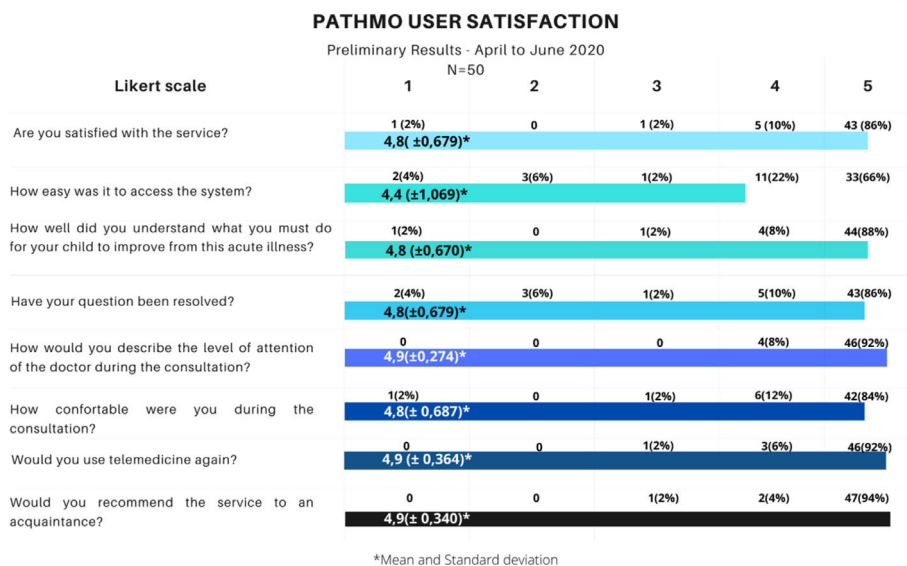 PATHMO USER SATISFACTION
Preliminary Results - April to June 2020
N=50
Likert scale 1 2 3 4 5
Are you satisfied with the service? 1 (2%) 0 1 (2%) 5 (10%) 43 (86%)
4,8( ±0,679)*
How easy was it to access the system? 2(4%) 3(6%) 1(2%) 11(22%) 33(66%)
4,4 (±1,069)*
How well did you understand what you must do
for your child to improve from this acute illness? 1(2%) 0 1(2%) 4(8%) 44(88%)
4,8 (±0,670)*
Have your question been resolved? 2(4%) 3(6%) 1(2%) 5(10%) 43(86%)
4,8(±0,679)*
How would you describe the level of attention
of the doctor during the consultation? 0 0 0 4(8%) 46(92%)
4,9(±0,274)*
How confortable were you during the
consultation? 1(2%) 0 1(2%) 6(12%) 42(84%)
4,8(± 0,687)*
Would you use telemedicine again? 0 0 1(2%) 3(6%) 46(92%)
4,9 (± 0,364)*
Would you recommend the service to an
acquaintance? 0 0 1(2%) 2(4%) 47(94%)
4,9(± 0,340)*
*Mean and Standard deviation